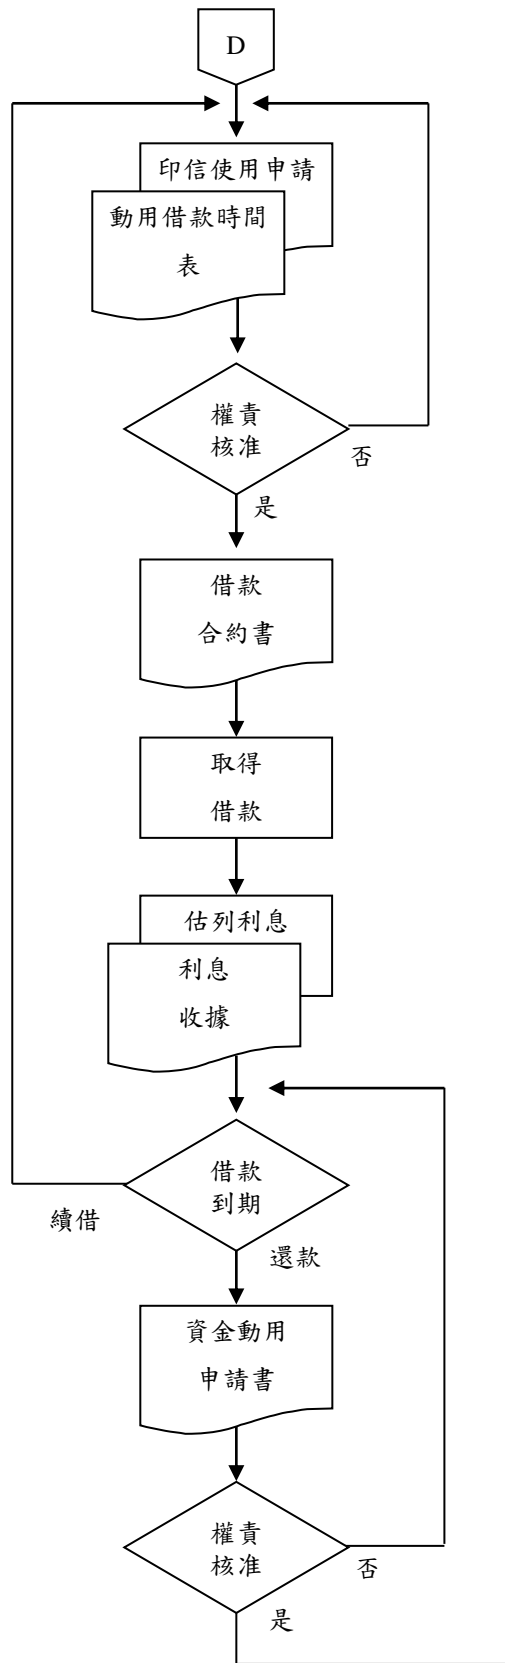 D
印信使用申請
動用借款時間
表
權責
核准
否
是
借款
合約書
取得
借款
估列利息
利息
收據
借款
到期
續借
還款
資金動用
申請書
權責
核准
否
是